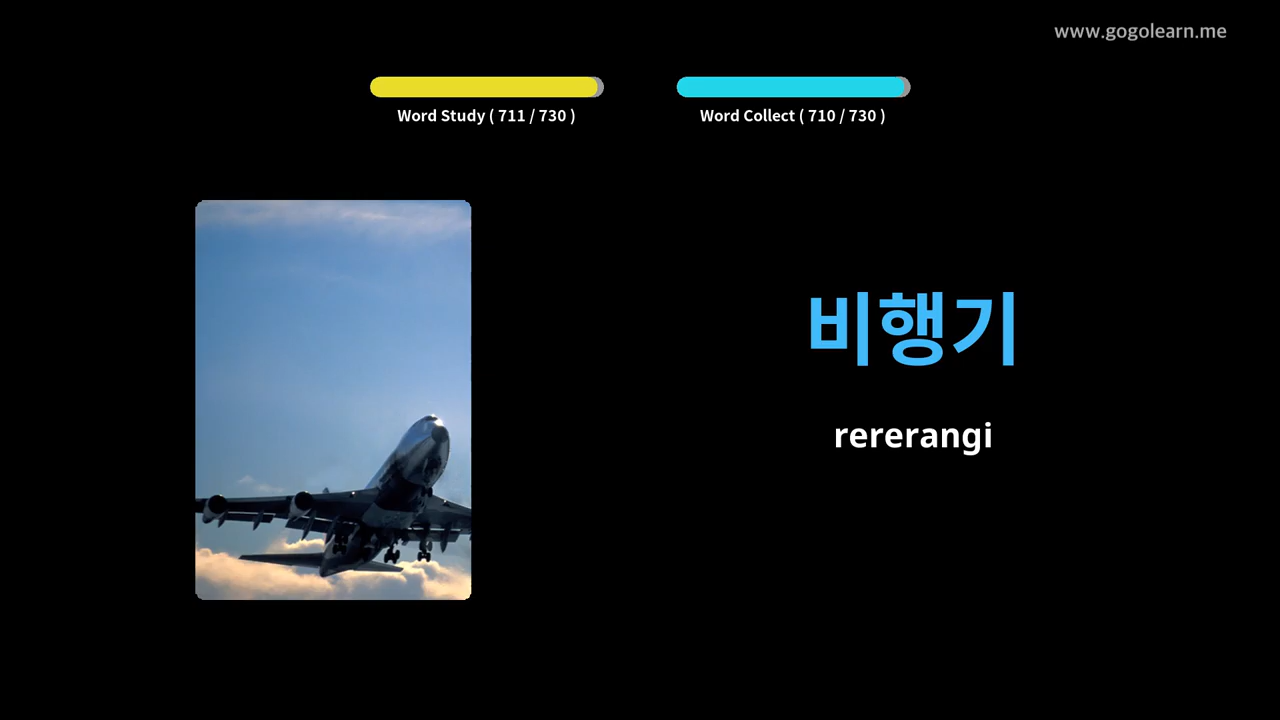 www.gogolearn.me
Word Study ( 711 / 730 )
Word Collect ( 710 / 730 )
비행기
rererangi